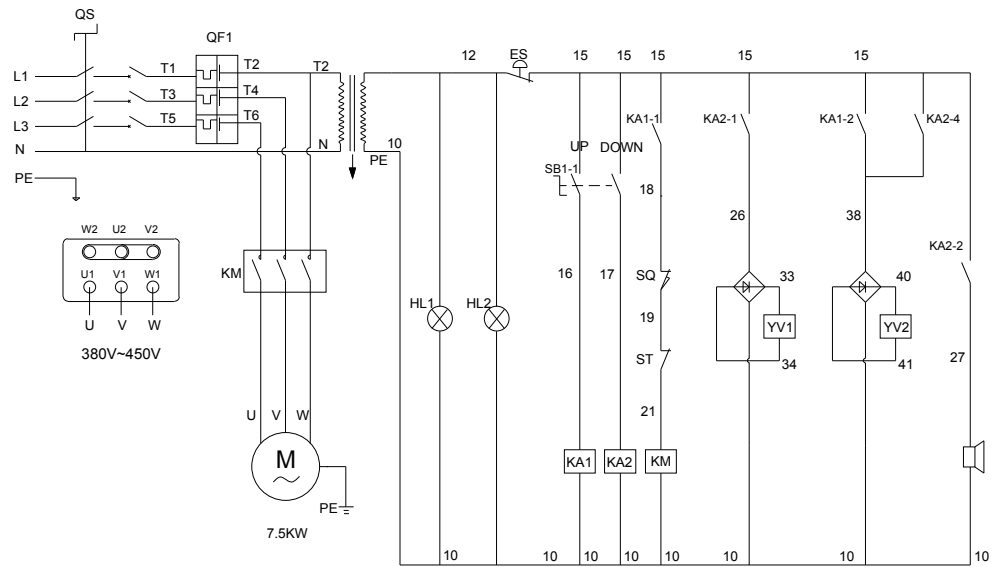 QS
QF1
12 ES 15 15 15 15 15
L1 T1 T2 T2
L2 T3 T4
L3 T5 T6
N N 10
PE
PE
KA1-1 KA2-1 KA1-2 KA2-4
UP DOWN
SB1-1
18
26 38
W2 U2 V2
U1 V1 W1
U V W
380V~450V
KM
KA2-2
16 17 SQ 33 40
HL1 HL2
19 YV1 YV2
ST 34 41 27
21
U V W
M
KA1 KA2 KM
PE
7.5KW
10 10 10 10 10 10 10 10